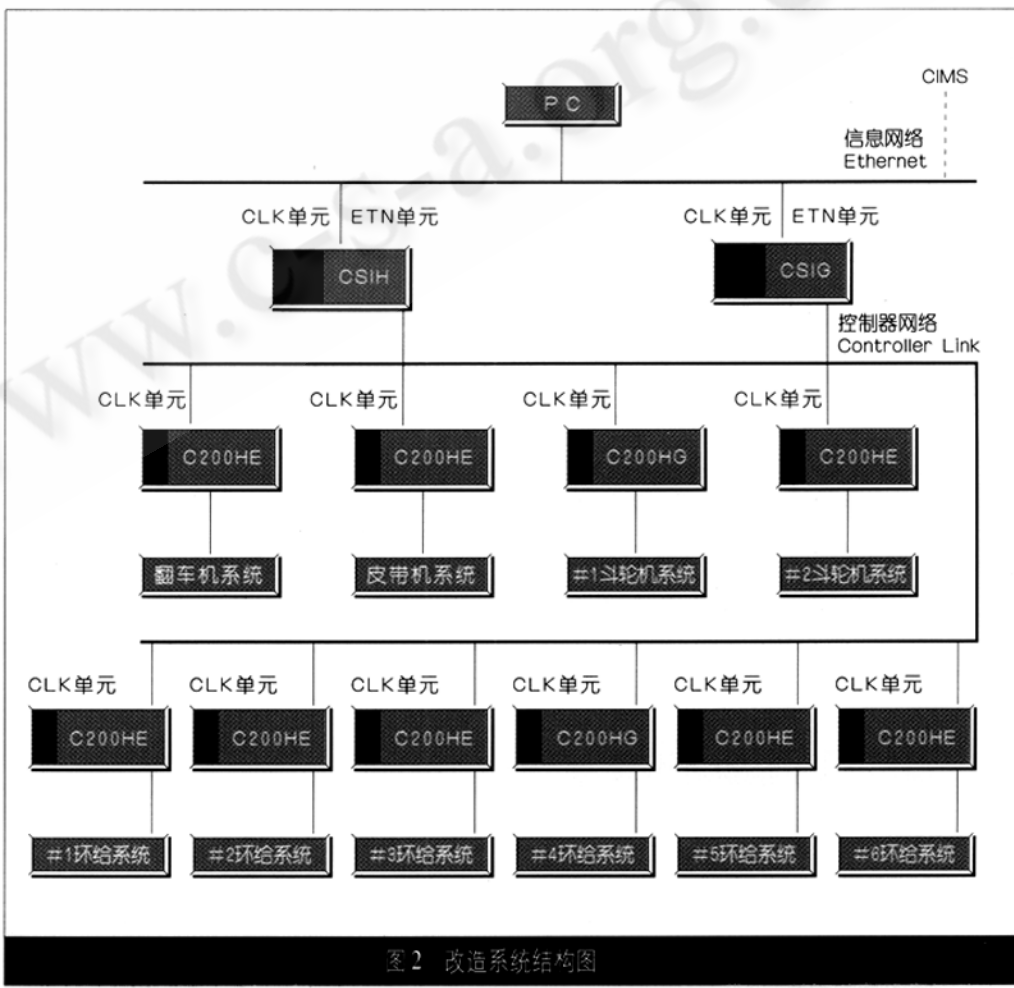 www.c-s-a.org.
PC
CIMS
信息网络
Ethernet
CLK单元 ETN单元 CLK单元 ETN单元
CSIH CSIG
控制器网络
Controller Link
CLK单元 CLK单元 CLK单元 CLK单元
C200HE C200HE C200HG C200HE
翻车机系统 皮带机系统 #1斗轮机系统 #2斗轮机系统
CLK单元 CLK单元 CLK单元 CLK单元 CLK单元 CLK单元
C200HE C200HE C200HE C200HG C200HE C200HE
#1环给系统 #2环给系统 #3环给系统 #4环给系统 #5环给系统 #6环给系统
图2 改造系统结构图